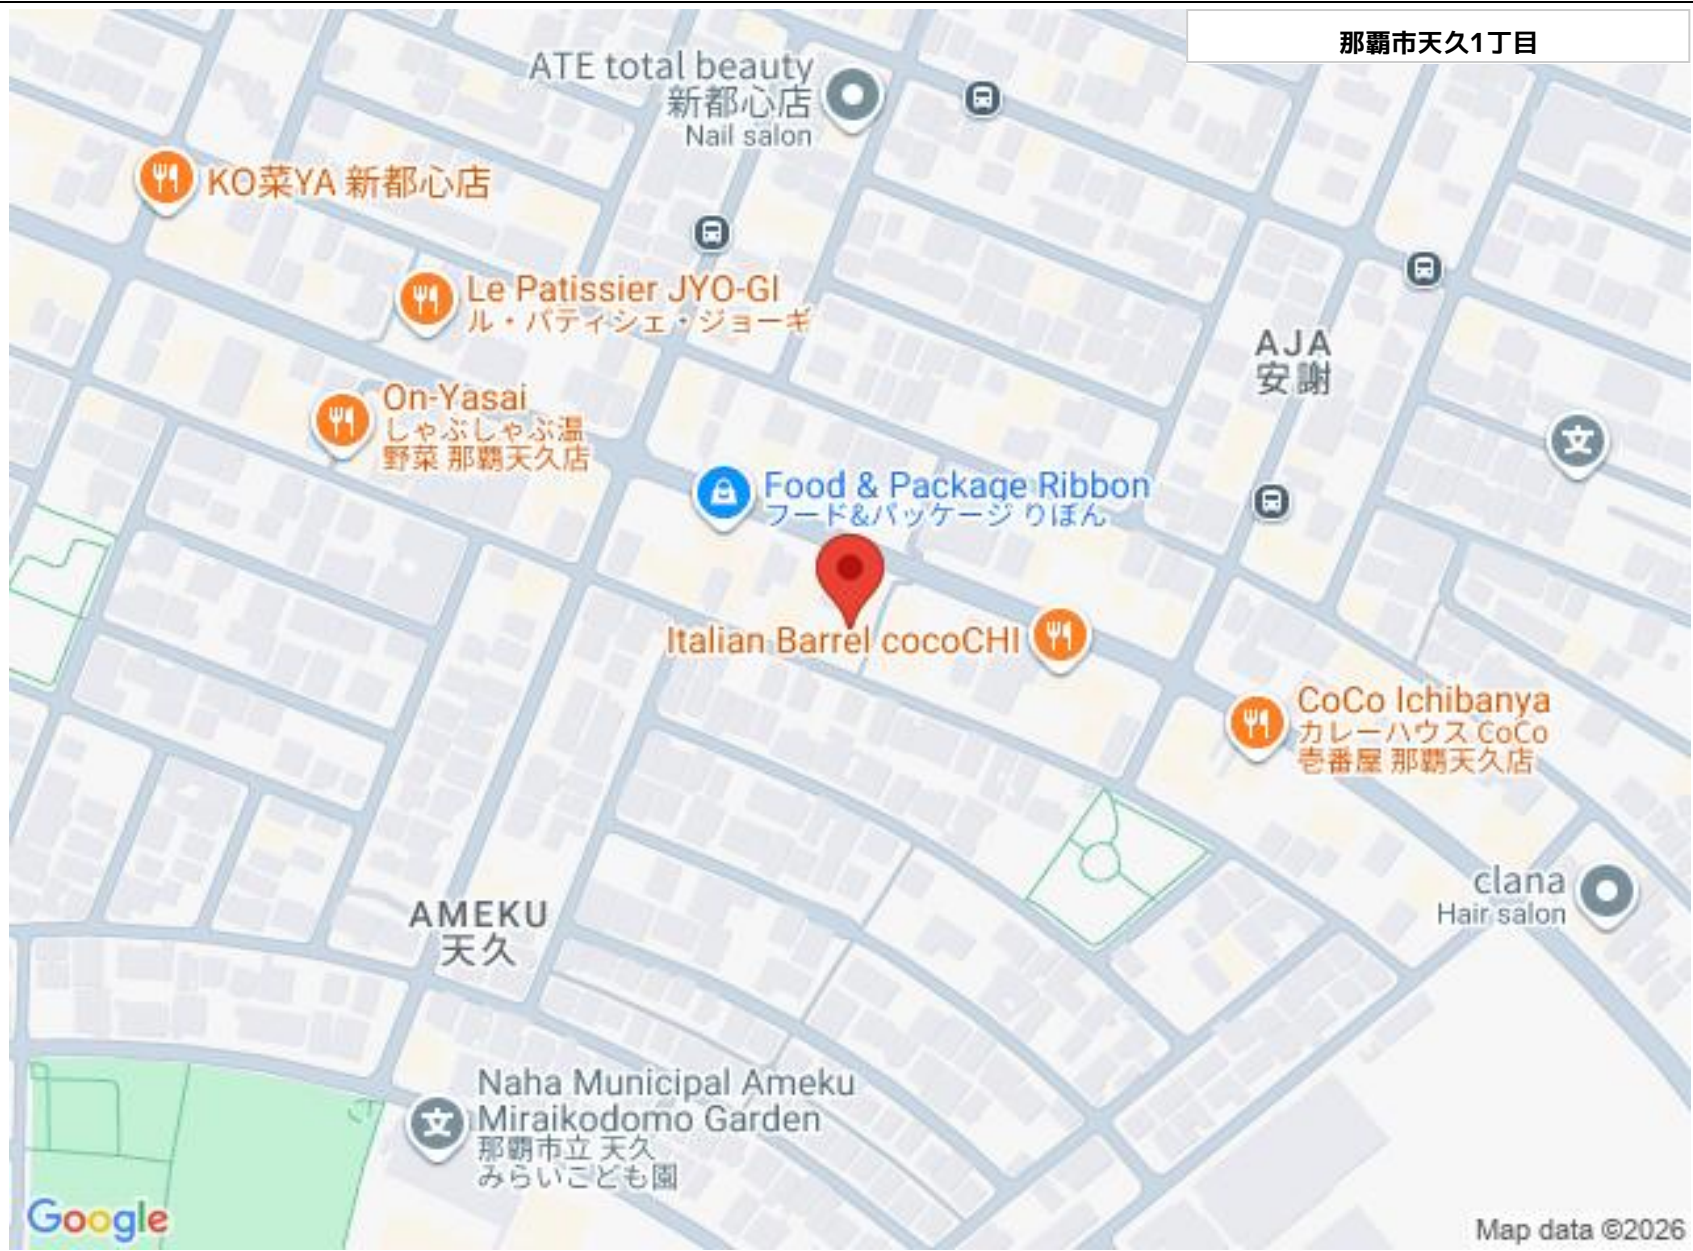 那覇市天久1丁目
ATE total beauty
新都心店
Nail salon
KO菜YA 新都心店
Le Patissier JYO-GI
ル・パティシェ・ジョーギ
AJA
安謝
On-Yasai
しゃぶしゃぶ温
野菜 那覇天久店
Food & Package Ribbon
フード&パッケージ りぼん
Italian Barrel cocoCHI
CoCo Ichibanya
カレーハウス CoCo
壱番屋 那覇天久店
clana
Hair salon
AMEKU
天久
Naha Municipal Ameku
Miraikodomo Garden
那覇市立 天久
みらいこども園
文
文
Google
Map data ©2026